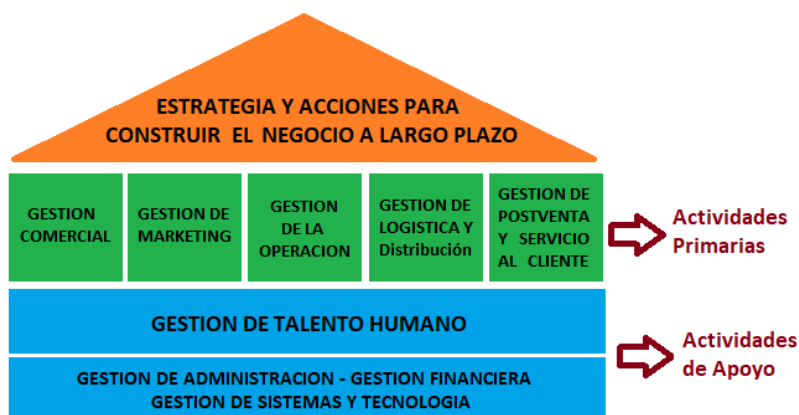 ESTRATEGIA Y ACCIONES PARA
CONSTRUIR EL NEGOCIO A LARGO PLAZO
GESTION
COMERCIAL
GESTION DE
MARKETING
GESTION
DE LA
OPERACION
GESTION DE
LOGISTICA Y
Distribución
GESTION DE
POSTVENTA
Y SERVICIO
AL CLIENTE
Actividades
Primarias
GESTION DE TALENTO HUMANO
GESTION DE ADMINISTRACION - GESTION FINANCIERA
GESTION DE SISTEMAS Y TECNOLOGIA
Actividades
de Apoyo